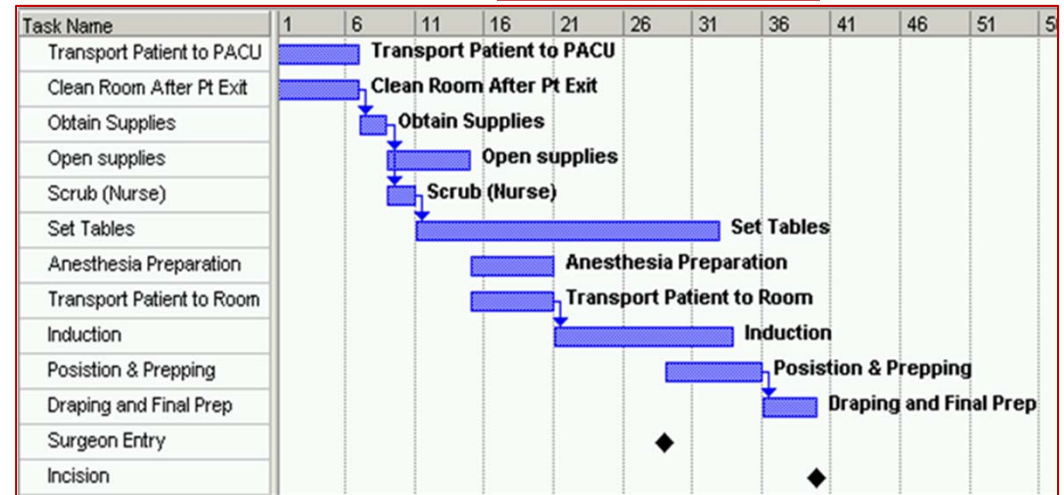 Task Name 1 6 11 16 21 26 31 36 41 46 51
Transport Patient to PACU Transport Patient to PACU
Clean Room After Pt Exit Clean Room After Pt Exit
Obtain Supplies Obtain Supplies
Open supplies Open supplies
Scrub (Nurse) Scrub (Nurse)
Set Tables Set Tables
Anesthesia Preparation Anesthesia Preparation
Transport Patient to Room Transport Patient to Room
Induction Induction
Posistion & Prepping Posistion & Prepping
Draping and Final Prep Draping and Final Prep
Surgeon Entry
Incision